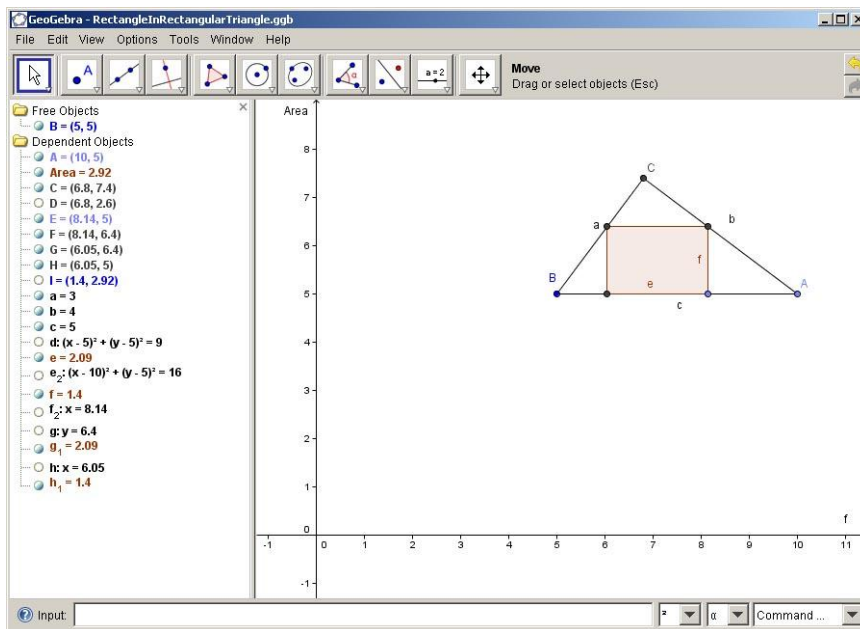 GeoGebra - RectangleInRectangularTriangle.ggb
File Edit View Options Tools Window Help
A
α
a = 2
Move
Drag or select objects (Esc)
Free Objects
B = (5, 5)
Dependent Objects
A = (10, 5)
Area = 2.92
C = (6.8, 7.4)
D = (6.8, 2.6)
E = (8.14, 5)
F = (8.14, 6.4)
G = (6.05, 6.4)
H = (6.05, 5)
I = (1.4, 2.92)
a = 3
b = 4
c = 5
d: (x - 5)² + (y - 5)² = 9
e = 2.09
e₂: (x - 10)² + (y - 5)² = 16
f = 1.4
f₂: x = 8.14
g: y = 6.4
g₁ = 2.09
h: x = 6.05
h₁ = 1.4
Area
8
7
6
5
4
3
2
1
0
-1
C
a
b
f
B
e
A
c
f
-1 0 1 2 3 4 5 6 7 8 9 10 11
Input:
²
α
Command ...